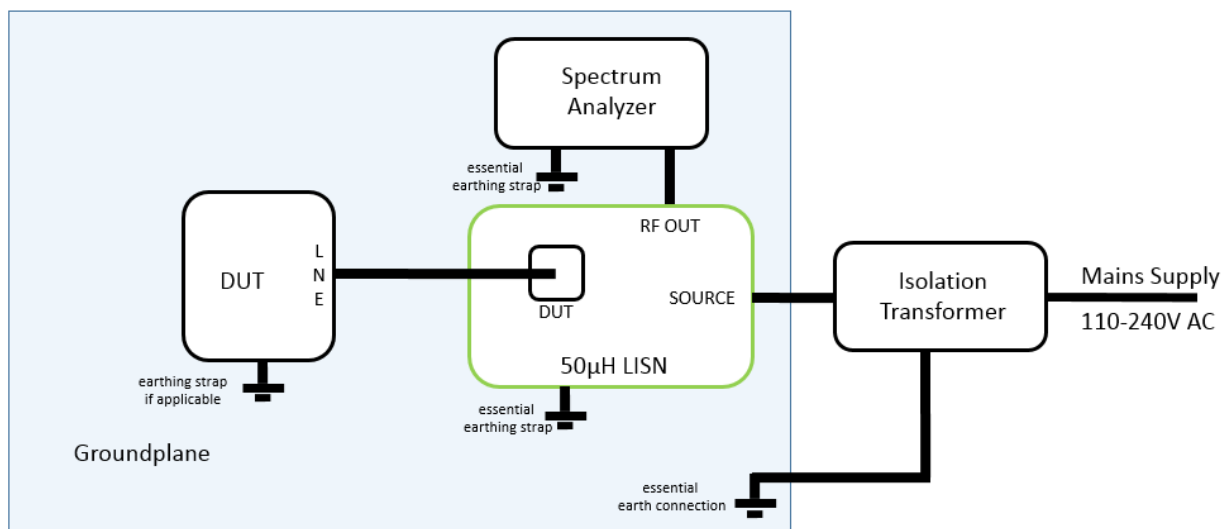 Spectrum
Analyzer
essential
earthing strap
RF OUT
L
N
E
DUT
DUT
SOURCE
50µH LISN
Isolation
Transformer
Mains Supply
110-240V AC
earthing strap
if applicable
essential
earthing strap
Groundplane
essential
earth connection